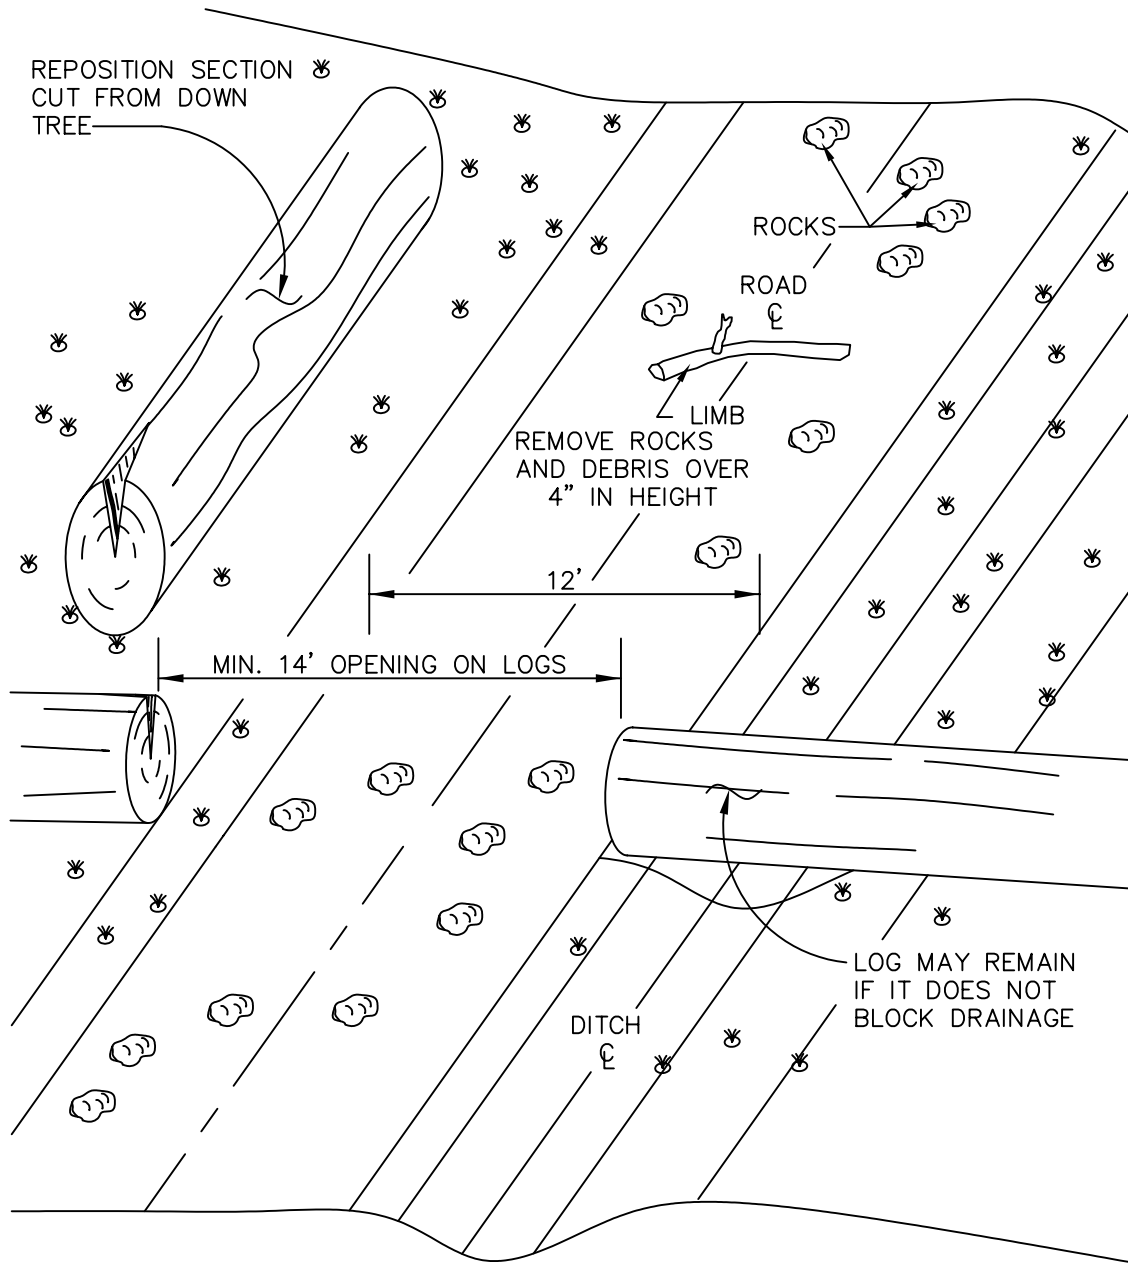 REPOSITION SECTION
CUT FROM DOWN
TREE
ROCKS
ROAD
℄
LIMB
REMOVE ROCKS
AND DEBRIS OVER
4" IN HEIGHT
12'
MIN. 14' OPENING ON LOGS
LOG MAY REMAIN
IF IT DOES NOT
BLOCK DRAINAGE
DITCH
℄